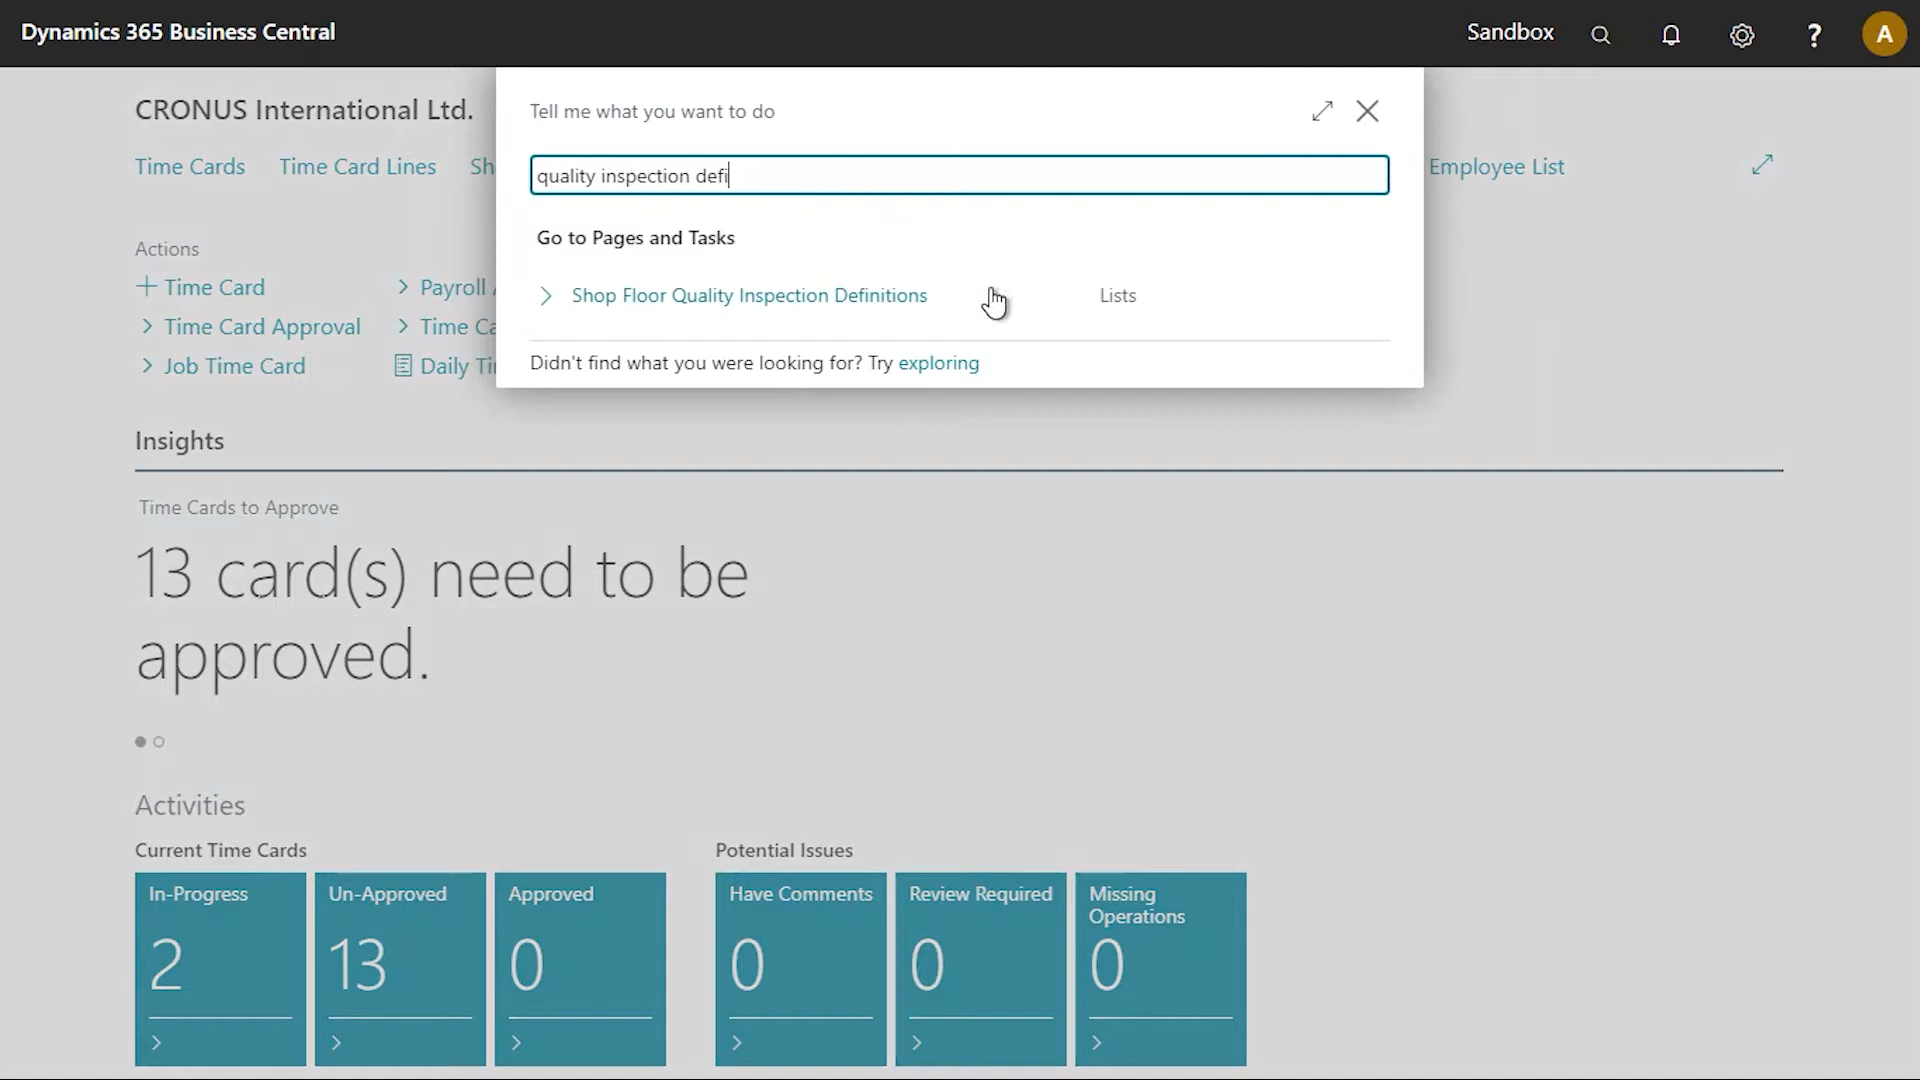 Dynamics 365 Business Central
Sandbox
?
A
CRONUS International Ltd.
Tell me what you want to do
quality inspection defi
Time Cards
Time Card Lines
Sh
Employee List
Go to Pages and Tasks
Shop Floor Quality Inspection Definitions
Lists
Didn't find what you were looking for? Try exploring
Actions
Time Card
Payroll
Time Card Approval
Time Ca
Job Time Card
Daily Ti
Insights
Time Cards to Approve
13 card(s) need to be
approved.
Activities
Current Time Cards
Potential Issues
In-Progress
Un-Approved
Approved
Have Comments
Review Required
Missing
Operations
2
13
0
0
0
0